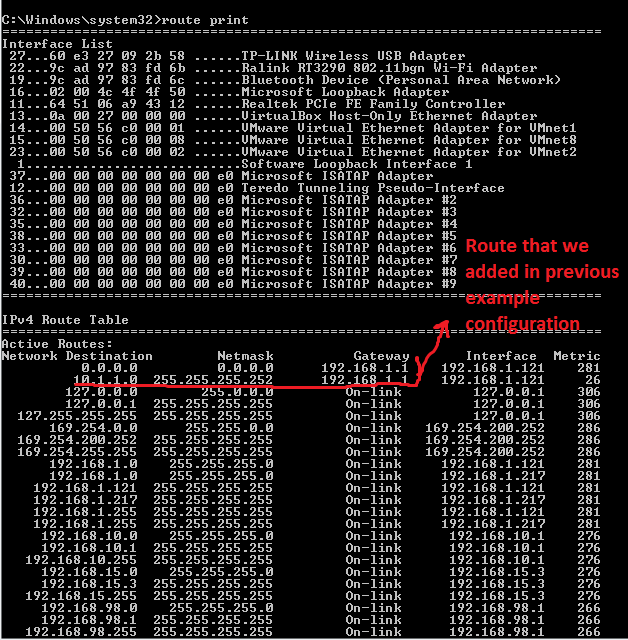 C:\Windows\system32>route print
===========================================================================
Interface List
27...60 e3 27 09 2b 58 ......TP-LINK Wireless USB Adapter
22...9c ad 97 83 fd 6b ......Ralink RT3290 802.11bgn Wi-Fi Adapter
19...9c ad 97 83 fd 6c ......Bluetooth Device (Personal Area Network)
16...02 00 4c 4f 4f 50 ......Microsoft Loopback Adapter
11...64 51 06 a9 43 12 ......Realtek PCIe FE Family Controller
13...0a 00 27 00 00 00 ......VirtualBox Host-Only Ethernet Adapter
14...00 50 56 c0 00 01 ......VMware Virtual Ethernet Adapter for VMnet1
15...00 50 56 c0 00 08 ......VMware Virtual Ethernet Adapter for VMnet8
23...00 50 56 c0 00 02 ......VMware Virtual Ethernet Adapter for VMnet2
1...........................Software Loopback Interface 1
37...00 00 00 00 00 00 00 e0 Microsoft ISATAP Adapter
12...00 00 00 00 00 00 00 e0 Teredo Tunneling Pseudo-Interface
36...00 00 00 00 00 00 00 e0 Microsoft ISATAP Adapter #2
32...00 00 00 00 00 00 00 e0 Microsoft ISATAP Adapter #3
35...00 00 00 00 00 00 00 e0 Microsoft ISATAP Adapter #4
38...00 00 00 00 00 00 00 e0 Microsoft ISATAP Adapter #5
33...00 00 00 00 00 00 00 e0 Microsoft ISATAP Adapter #6
30...00 00 00 00 00 00 00 e0 Microsoft ISATAP Adapter #7
39...00 00 00 00 00 00 00 e0 Microsoft ISATAP Adapter #8
40...00 00 00 00 00 00 00 e0 Microsoft ISATAP Adapter #9
===========================================================================
Route that we
added in previous
example
configuration
IPv4 Route Table
===========================================================================
Active Routes:
Network Destination Netmask Gateway Interface Metric
0.0.0.0 0.0.0.0 192.168.1.1 192.168.1.121 281
10.1.1.0 255.255.255.252 192.168.1.1 192.168.1.121 26
127.0.0.0 255.0.0.0 On-link 127.0.0.1 306
127.0.0.1 255.255.255.255 On-link 127.0.0.1 306
127.255.255.255 255.255.255.255 On-link 127.0.0.1 306
169.254.0.0 255.255.0.0 On-link 169.254.200.252 286
169.254.200.252 255.255.255.255 On-link 169.254.200.252 286
169.254.255.255 255.255.255.255 On-link 169.254.200.252 286
192.168.1.0 255.255.255.0 On-link 192.168.1.121 281
192.168.1.0 255.255.255.0 On-link 192.168.1.217 281
192.168.1.121 255.255.255.255 On-link 192.168.1.121 281
192.168.1.217 255.255.255.255 On-link 192.168.1.217 281
192.168.1.255 255.255.255.255 On-link 192.168.1.121 281
192.168.1.255 255.255.255.255 On-link 192.168.1.217 281
192.168.10.0 255.255.255.0 On-link 192.168.10.1 276
192.168.10.1 255.255.255.255 On-link 192.168.10.1 276
192.168.10.255 255.255.255.255 On-link 192.168.10.1 276
192.168.15.0 255.255.255.0 On-link 192.168.15.3 276
192.168.15.3 255.255.255.255 On-link 192.168.15.3 276
192.168.15.255 255.255.255.255 On-link 192.168.15.3 276
192.168.98.0 255.255.255.0 On-link 192.168.98.1 266
192.168.98.1 255.255.255.255 On-link 192.168.98.1 266
192.168.98.255 255.255.255.255 On-link 192.168.98.1 266